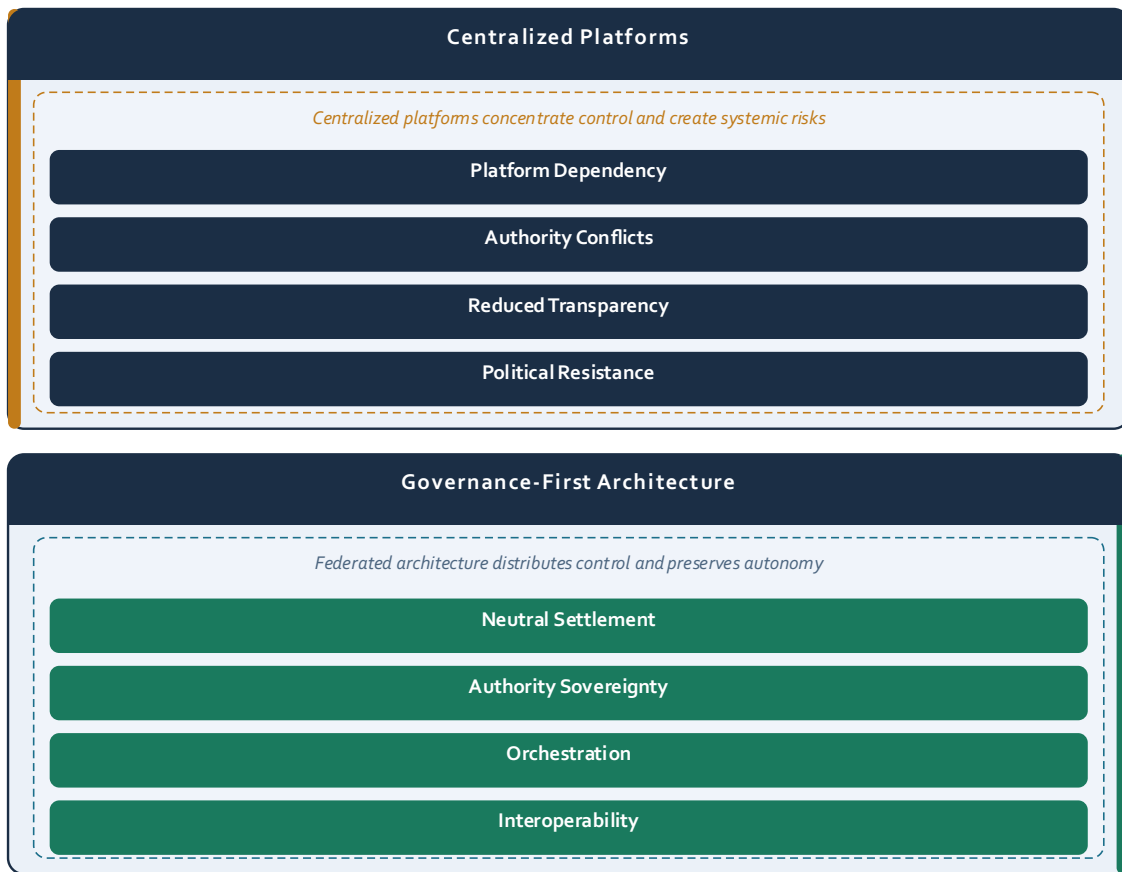 Centralized Platforms
Centralized platforms concentrate control and create systemic risks
Platform Dependency
Authority Conflicts
Reduced Transparency
Political Resistance
Governance-First Architecture
Federated architecture distributes control and preserves autonomy
Neutral Settlement
Authority Sovereignty
Orchestration
Interoperability